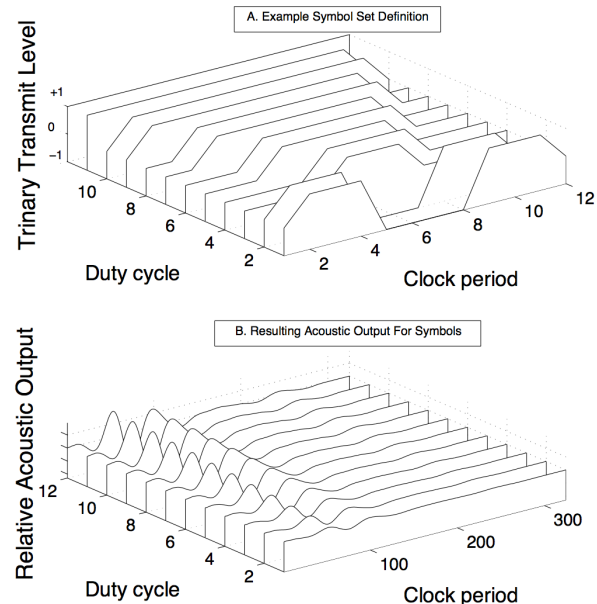 A. Example Symbol Set Definition
Trinary Transmit Level
+1
0
−1
10
8
6
4
2
Duty cycle
2
4
6
8
10
12
Clock period
B. Resulting Acoustic Output For Symbols
Relative Acoustic Output
12
10
8
6
4
2
Duty cycle
100
200
300
Clock period